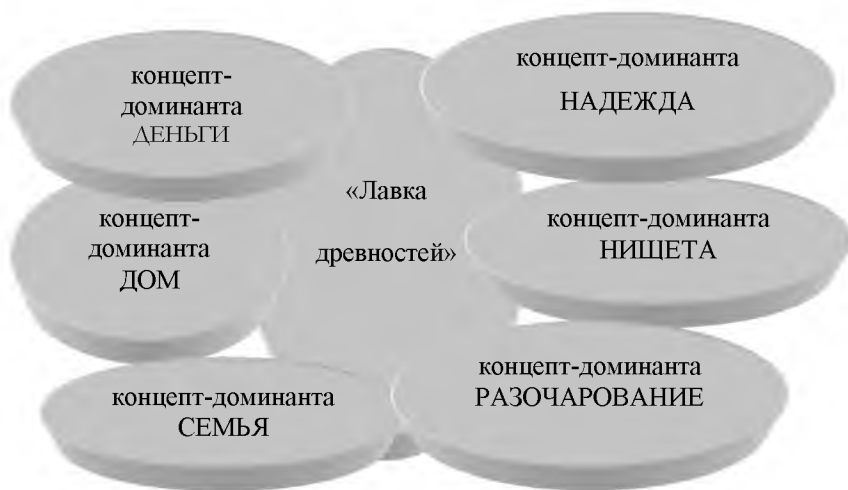 концепт-
доминанта
ДЕНЬГИ
концепт-доминанта
НАДЕЖДА
«Лавка
древностей»
концепт-
доминанта
ДОМ
концепт-доминанта
НИЩЕТА
концепт-доминанта
СЕМЬЯ
концепт-доминанта
РАЗОЧАРОВАНИЕ